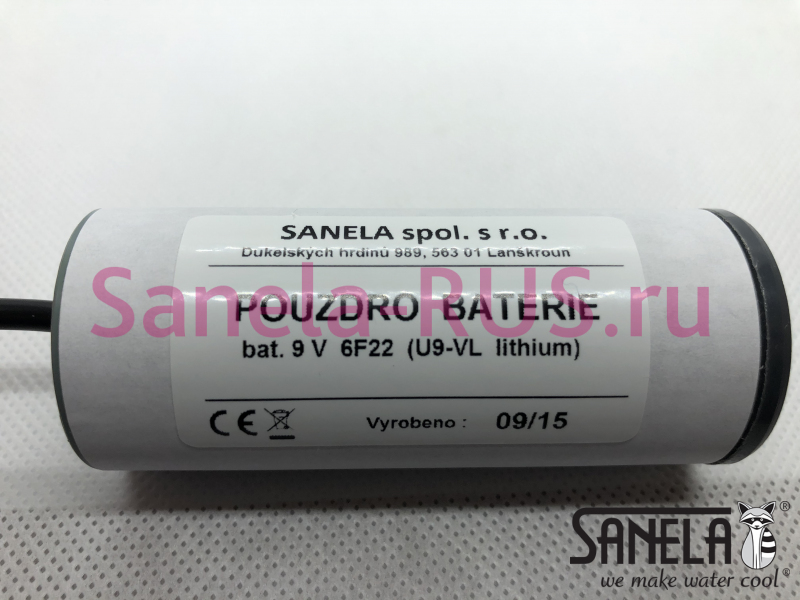 SANELA spol. s r.o.
Dukelských hrdinů 989, 563 01 Lanškroun
Sanela-RUS.ru
POUZDRO BATERIE
bat. 9 V 6F22 (U9-VL lithium)
CE Vyrobeno : 09/15
SANELA®
we make water cool®